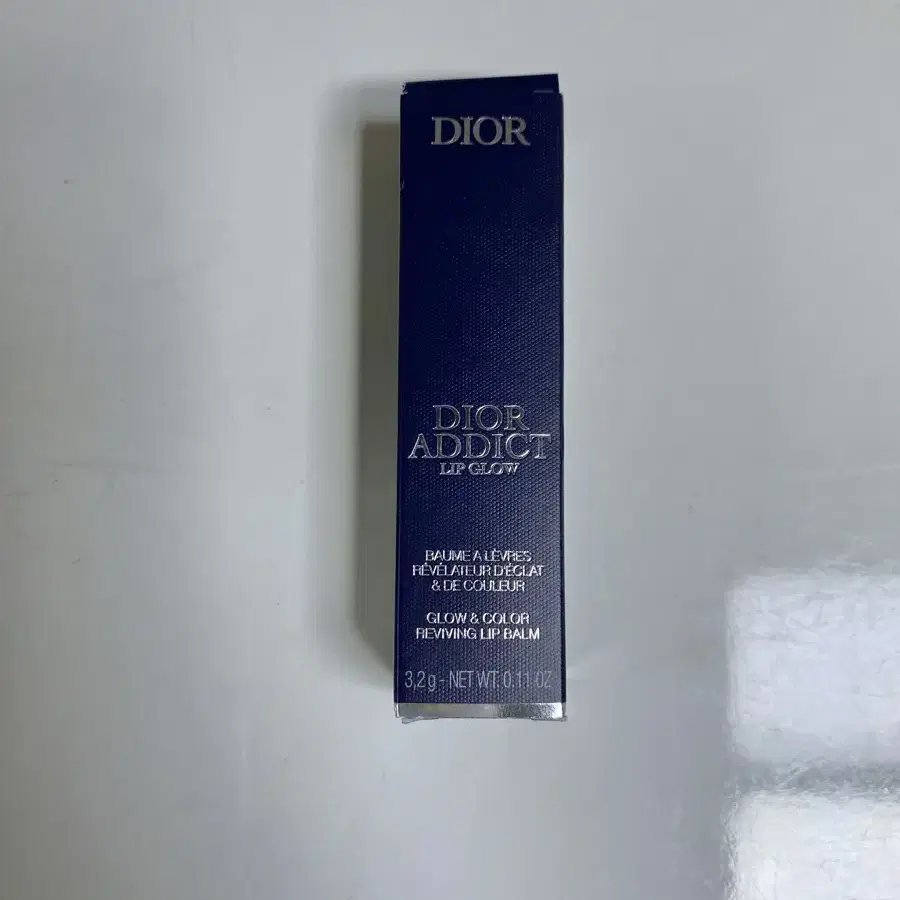 DIOR
DIOR
ADDICT
LIP GLOW
BAUME A LÈVRES
RÉVÉLATEUR D'ÉCLAT
& DE COULEUR
GLOW & COLOR
REVIVING LIP BALM
3,2 g - NET WT. 0.11 OZ